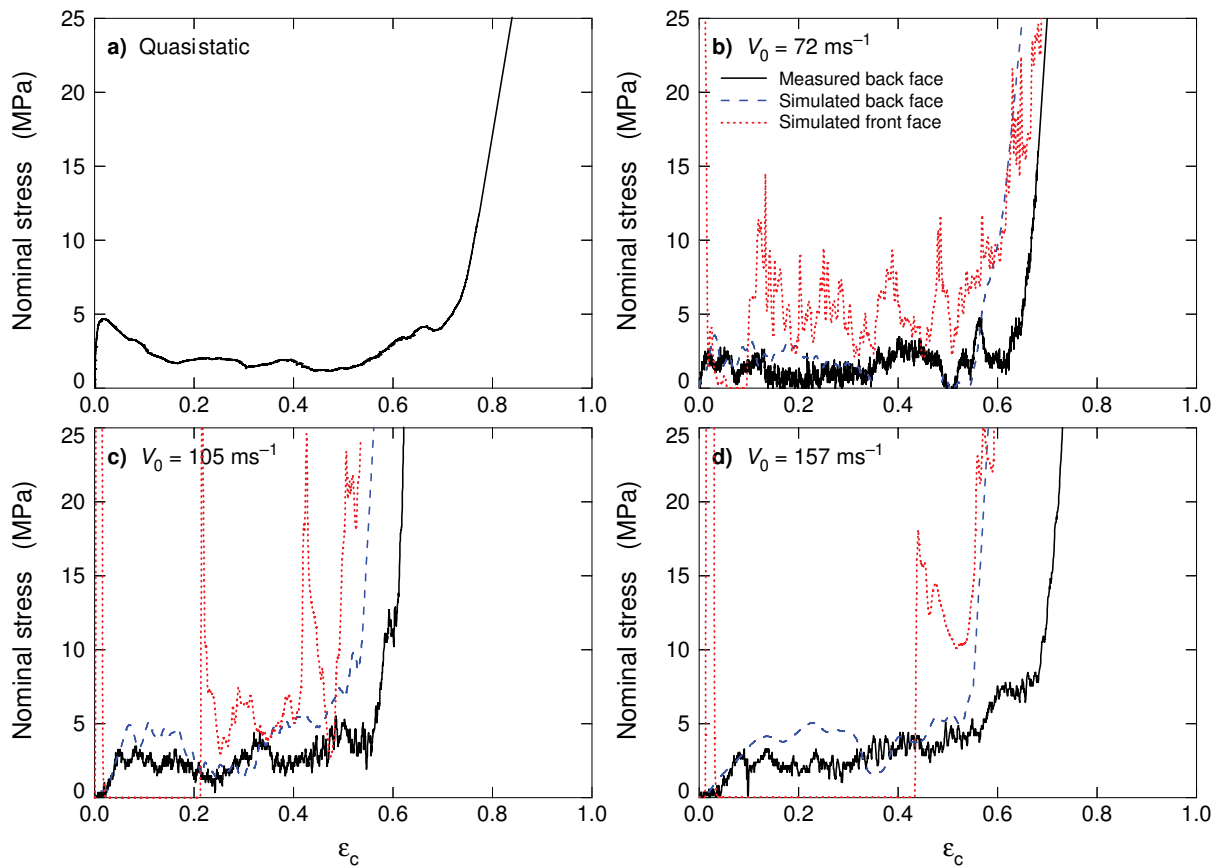 25
20
15
10
5
0
Nominal stress (MPa)
a) Quasistatic
0.0 0.2 0.4 0.6 0.8 1.0
25
20
15
10
5
0
Nominal stress (MPa)
b) V₀ = 72 ms⁻¹
Measured back face
Simulated back face
Simulated front face
0.0 0.2 0.4 0.6 0.8 1.0
25
20
15
10
5
0
Nominal stress (MPa)
c) V₀ = 105 ms⁻¹
0.0 0.2 0.4 0.6 0.8 1.0
εc
25
20
15
10
5
0
Nominal stress (MPa)
d) V₀ = 157 ms⁻¹
0.0 0.2 0.4 0.6 0.8 1.0
εc